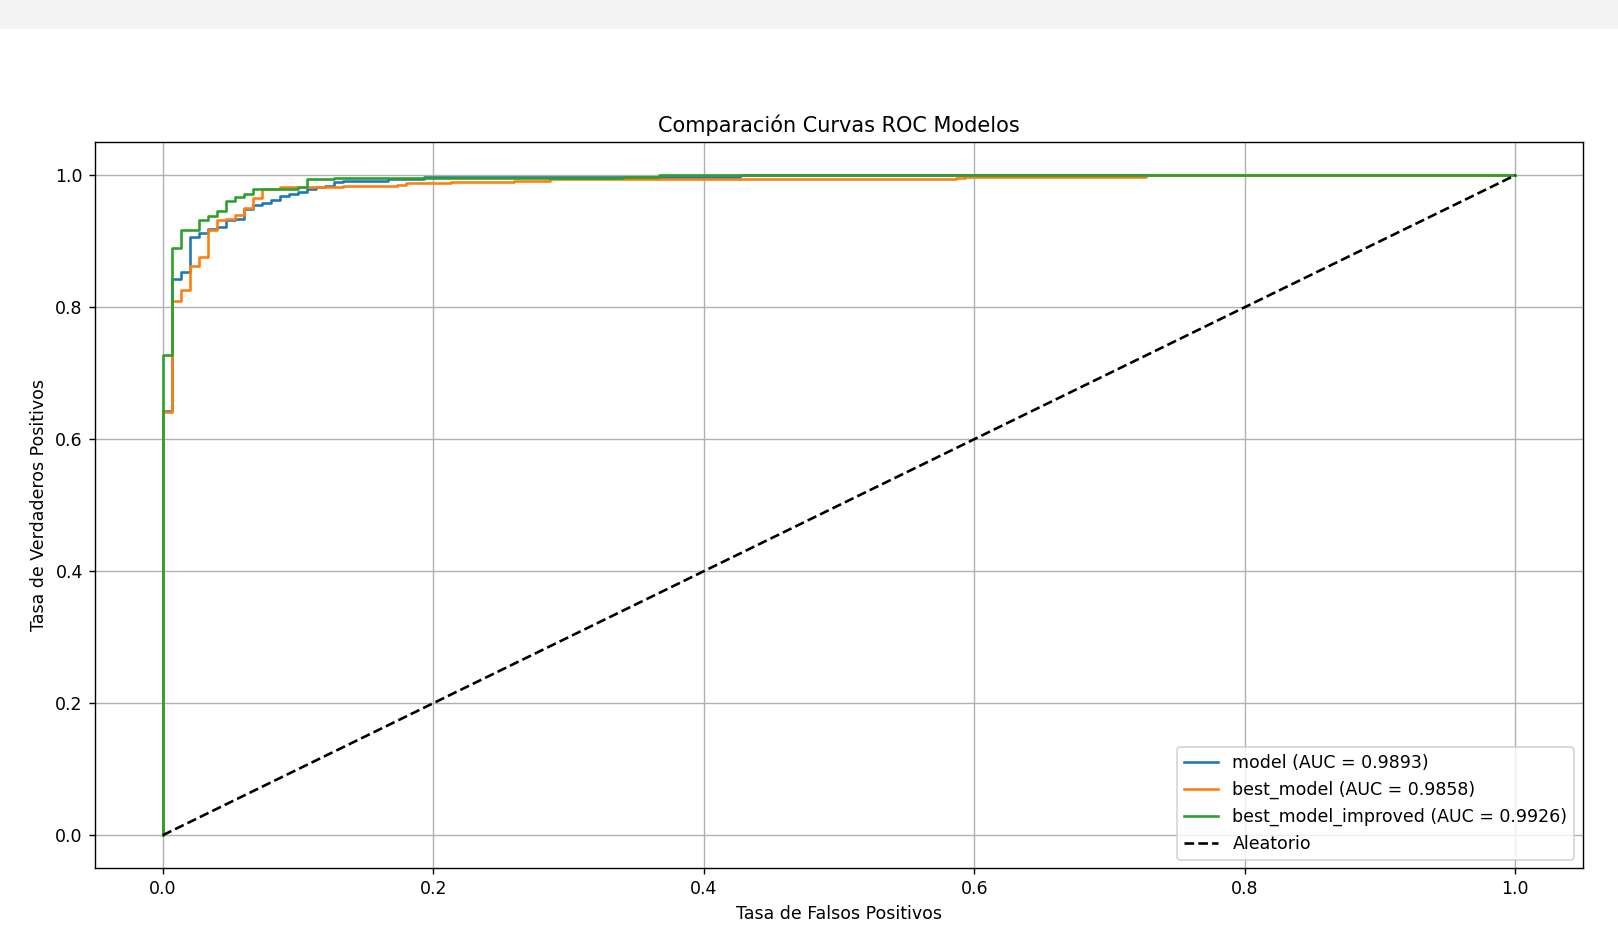 Comparación Curvas ROC Modelos
Tasa de Verdaderos Positivos
1.0
0.8
0.6
0.4
0.2
0.0
model (AUC = 0.9893)
best_model (AUC = 0.9858)
best_model_improved (AUC = 0.9926)
Aleatorio
0.0 0.2 0.4 0.6 0.8 1.0
Tasa de Falsos Positivos